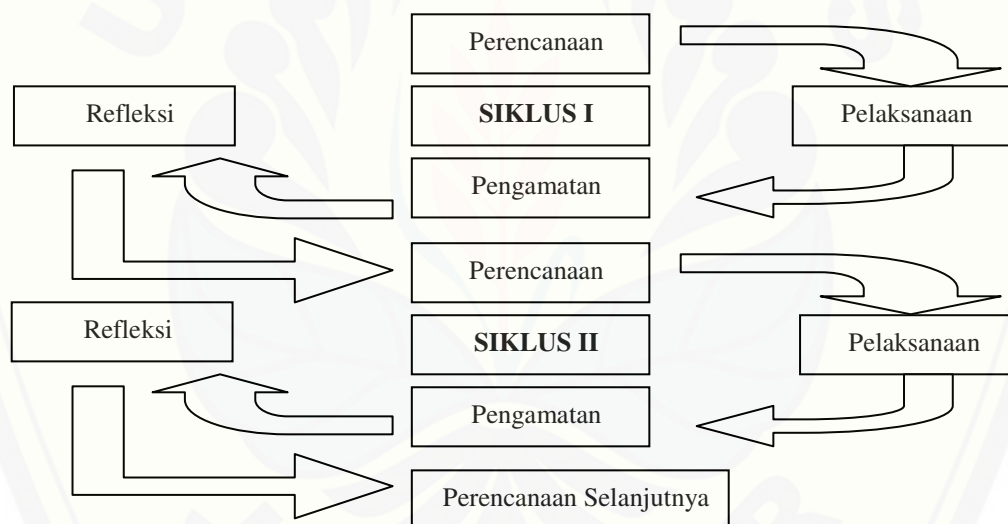 Perencanaan
Refleksi
SIKLUS I
Pelaksanaan
Pengamatan
Perencanaan
Refleksi
SIKLUS II
Pelaksanaan
Pengamatan
Perencanaan Selanjutnya